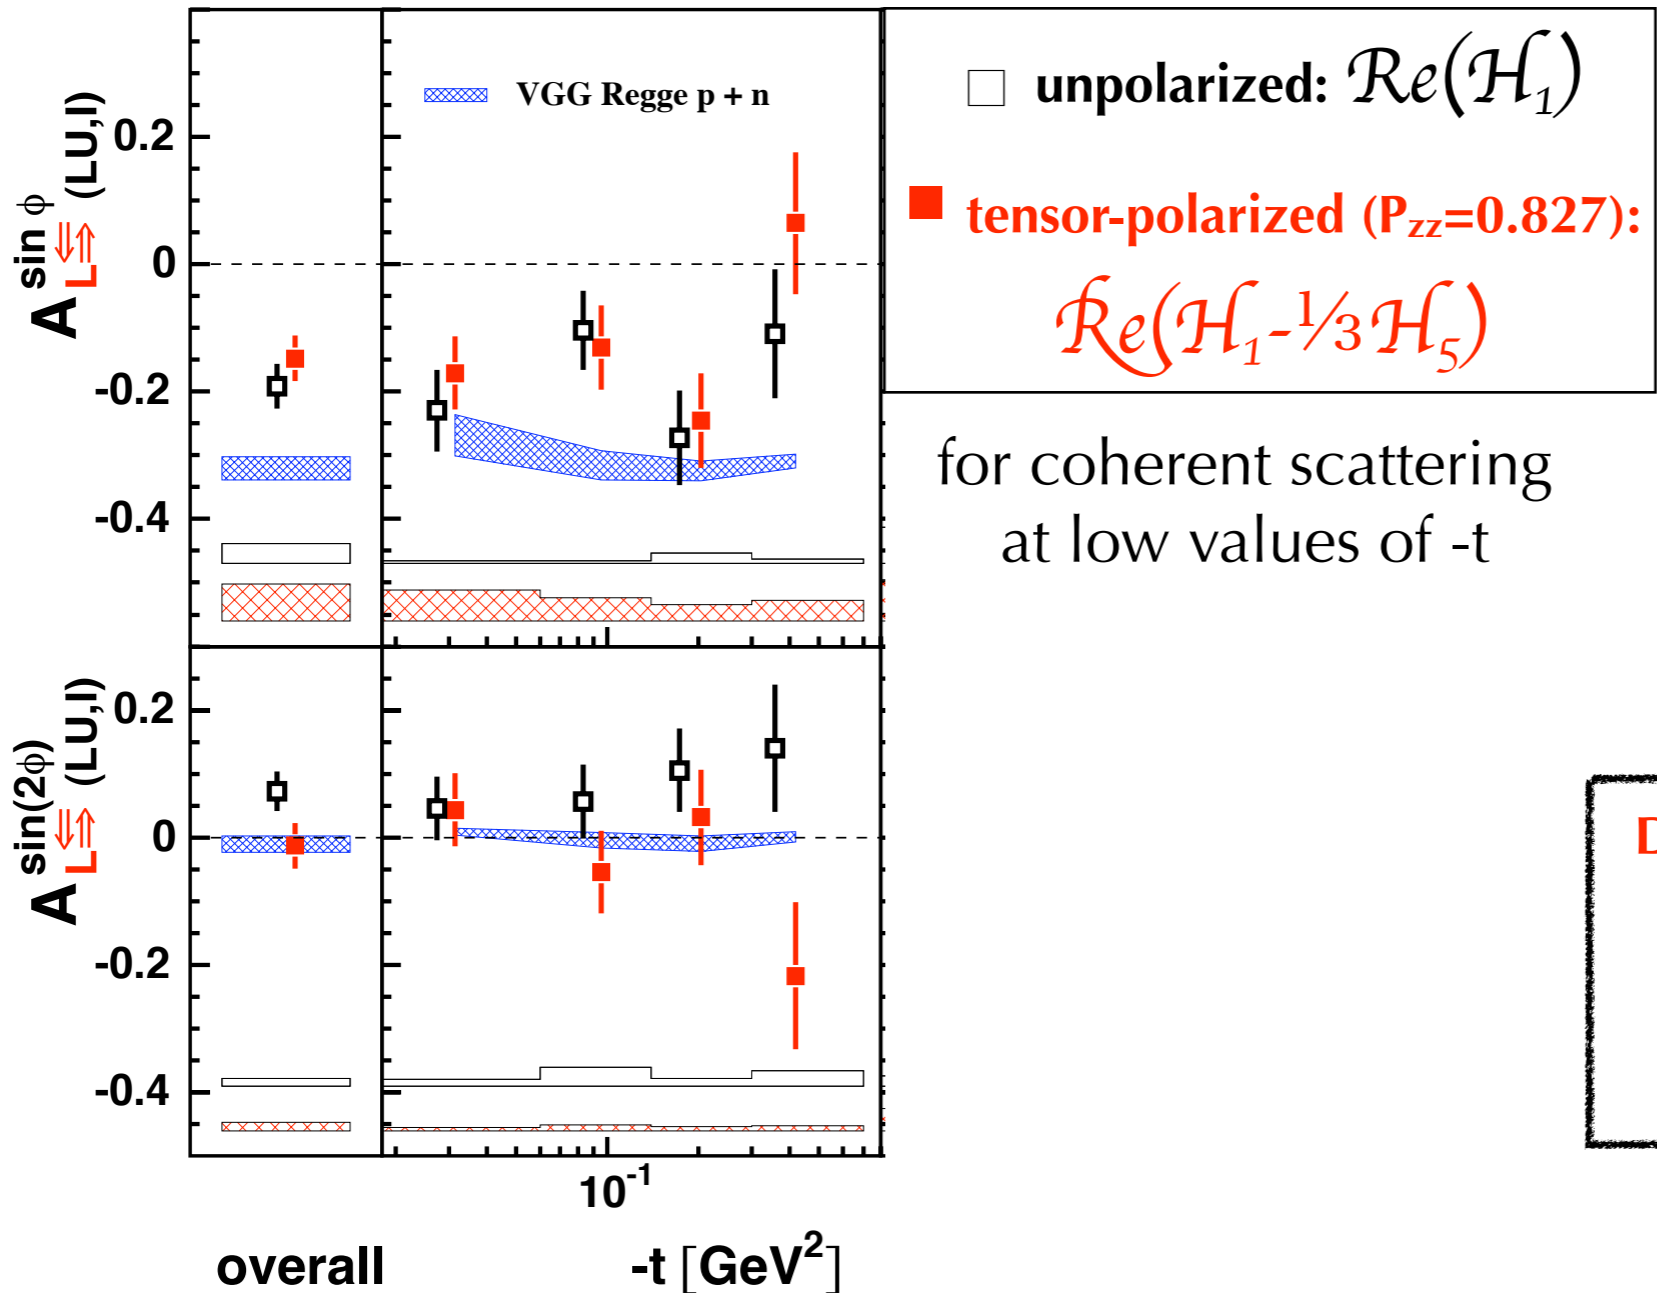 VGG Regge p + n
A L⇓⇑ sin ϕ (LU,I)
0.2
0
-0.2
-0.4
A L⇓⇑ sin(2ϕ) (LU,I)
0.2
0
-0.2
-0.4
10⁻¹
overall
-t [GeV²]
unpolarized: ℛe(ℋ₁)
tensor-polarized (Pzz=0.827):
ℛe(ℋ₁-⅓ℋ₅)
for coherent scattering
at low values of -t
D